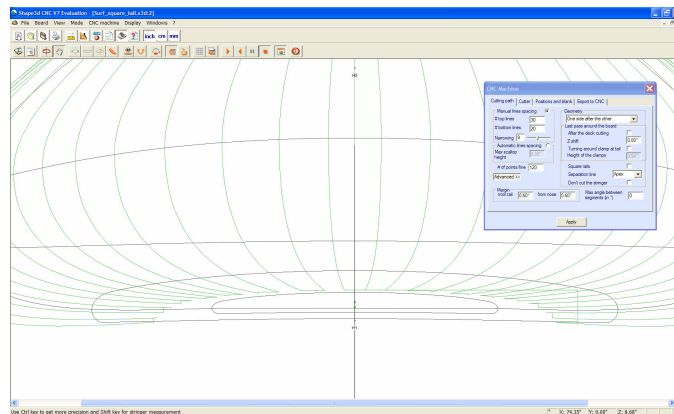 Shape3d CNC V7 Evaluation - [Surf_square_tail.s3d:2]
File Board View Mode CNC machine Display Windows ?
inch cm mm
CNC Machine
Cutting path Cutter Positions and blank Export to CNC
Manual lines spacing
# top lines 30
# bottom lines 20
Narrowing 9
Automatic lines spacing
Max scallop height
# of points/line 120
Advanced >>
Geometry
One side after the other
Last pass around the board
After the deck cutting
Z shift 0.00"
Turning around clamp at tail
Height of the clamps
Square rails
Separation line Apex
Don't cut the stringer
Margin
from tail 0.60" from nose 0.60"
Max angle between segments (n °) 0
Apply
Use Ctrl key to get more precision and Shift key for stringer measurement
X: 74.35" Y: 0.00" Z: 8.68"